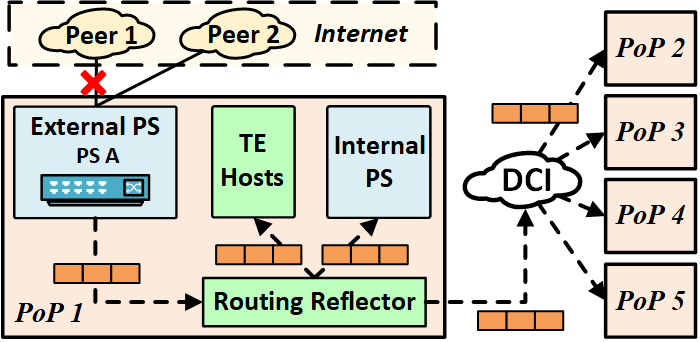 Peer 1
Peer 2
Internet
External PS
PS A
TE
Hosts
Internal
PS
Routing Reflector
PoP 1
DCI
PoP 2
PoP 3
PoP 4
PoP 5